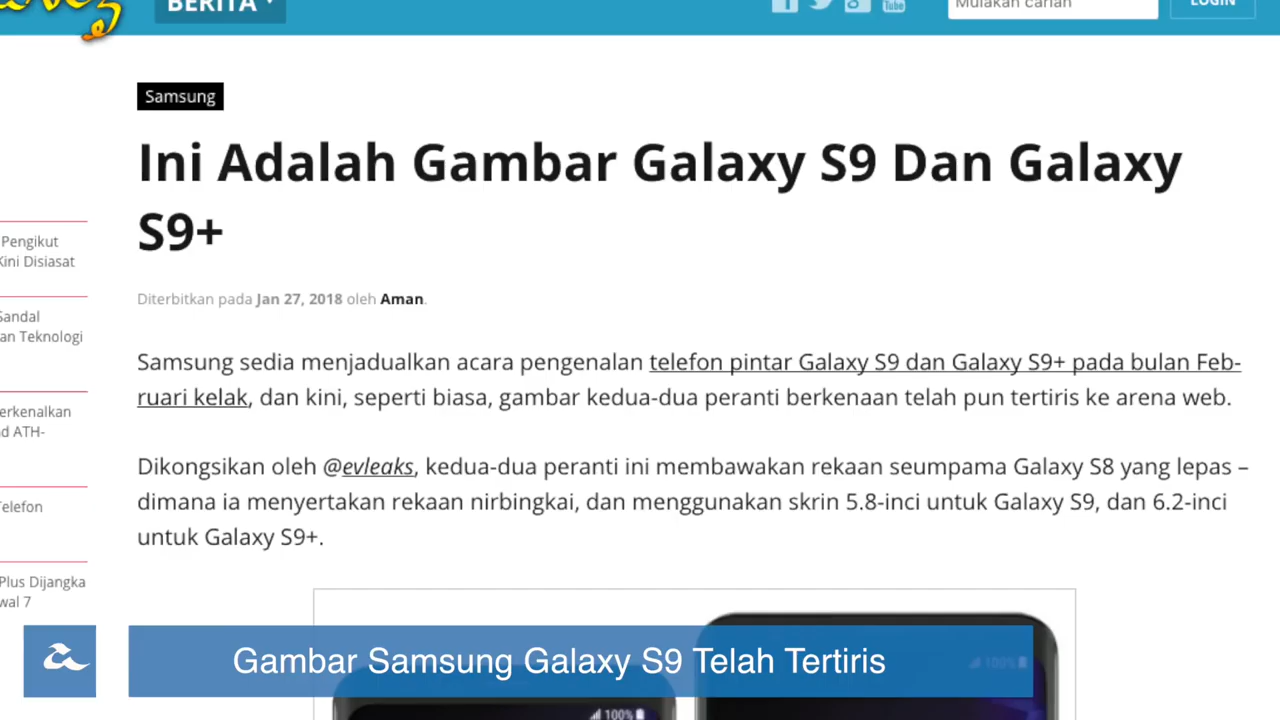 BERITA
Mulakan carian
LOGIN
You
Tube
Samsung
Ini Adalah Gambar Galaxy S9 Dan Galaxy
S9+
Diterbitkan pada Jan 27, 2018 oleh Aman.
Pengikut
Kini Disiasat
Sandal
an Teknologi
erkenalkan
d ATH-
Telefon
Plus Dijangka
wal 7
Samsung sedia menjadualkan acara pengenalan telefon pintar Galaxy S9 dan Galaxy S9+ pada bulan Feb-
ruari kelak, dan kini, seperti biasa, gambar kedua-dua peranti berkenaan telah pun tertiris ke arena web.
Dikongsikan oleh @evleaks, kedua-dua peranti ini membawakan rekaan seumpama Galaxy S8 yang lepas –
dimana ia menyertakan rekaan nirbingkai, dan menggunakan skrin 5.8-inci untuk Galaxy S9, dan 6.2-inci
untuk Galaxy S9+.
Gambar Samsung Galaxy S9 Telah Tertiris
100%
100%